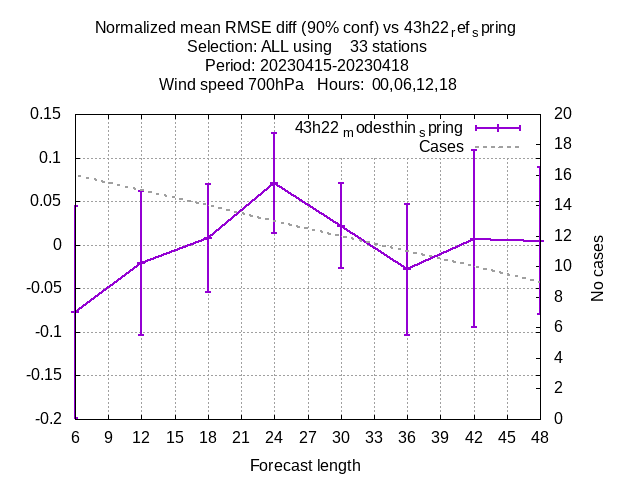 Normalized mean RMSE diff (90% conf) vs 43h22refspring
Selection: ALL using 33 stations
Period: 20230415-20230418
Wind speed 700hPa Hours: 00,06,12,18
0.15 20
43h22modesthinspring
Cases
18
0.1 16
0.05 14
0 12
10
-0.05 8
-0.1 6
4
-0.15 2
-0.2 0
No cases
6 9 12 15 18 21 24 27 30 33 36 39 42 45 48
Forecast length